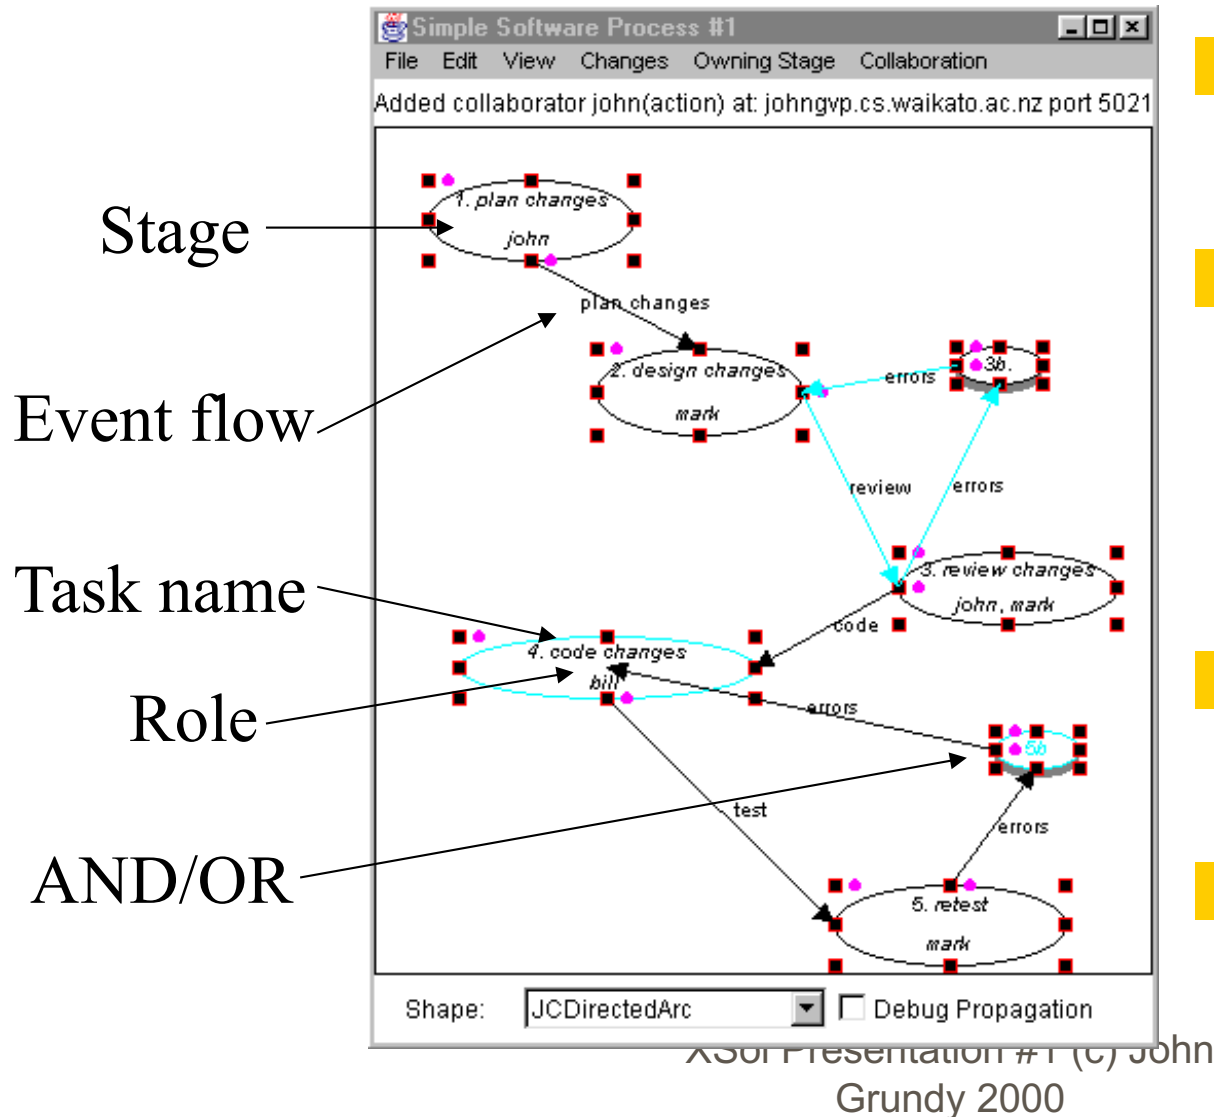 Simple Software Process #1
File Edit View Changes Owning Stage Collaboration
Added collaborator john(action) at: johngvp.cs.waikato.ac.nz port 5021
1. plan changes
john
Stage
plan changes
2. design changes
mark
3b.
errors
Event flow
review
errors
3. review changes
john, mark
Task name
code
4. code changes
bill
Role
errors
5b
test
errors
AND/OR
5. retest
mark
Shape: JCDirectedArc Debug Propagation
XSol Presentation #1 (c) John
Grundy 2000